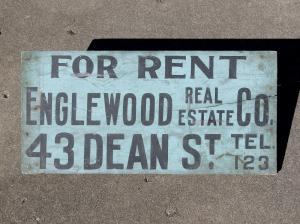 FOR RENT
ENGLEWOOD REAL ESTATE CO.
43 DEAN ST. TEL. 123